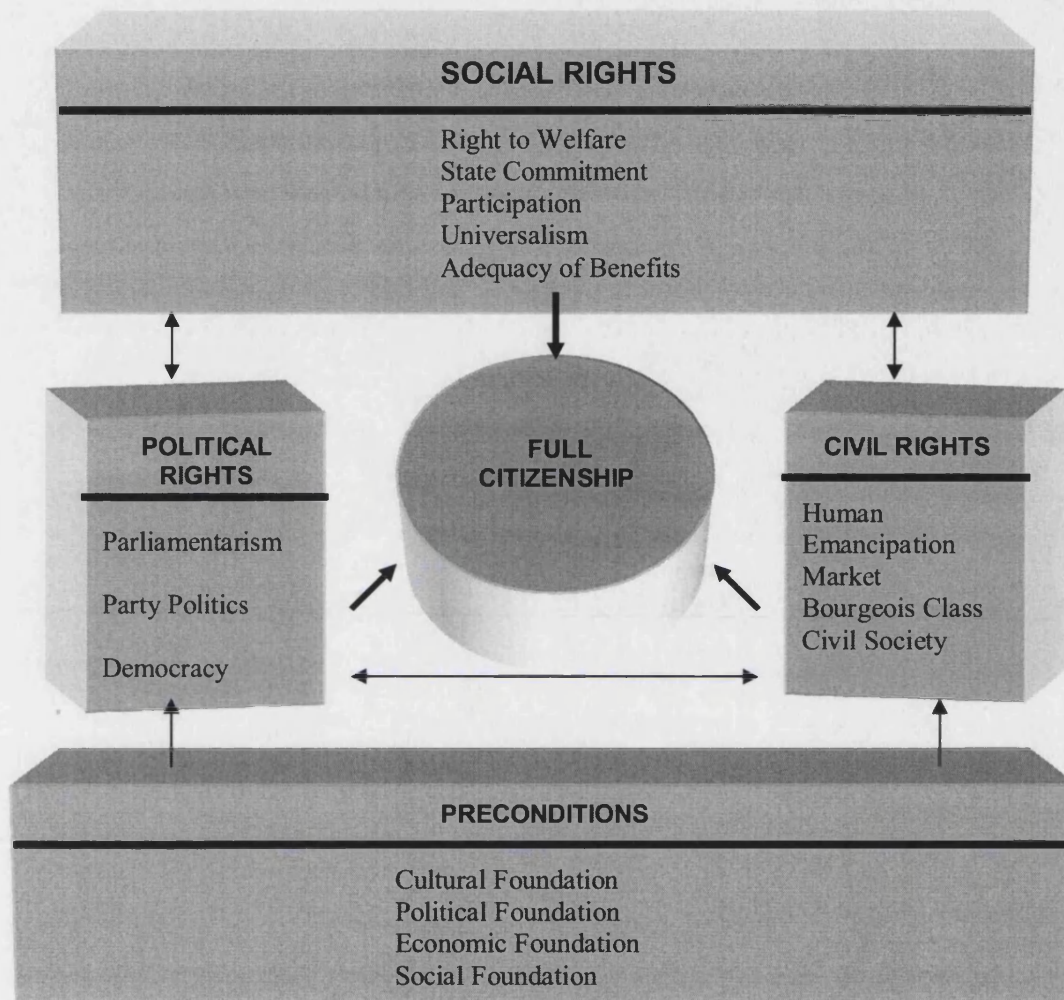 SOCIAL RIGHTS
Right to Welfare
State Commitment
Participation
Universalism
Adequacy of Benefits
POLITICAL
RIGHTS
Parliamentarism
Party Politics
Democracy
FULL
CITIZENSHIP
CIVIL RIGHTS
Human
Emancipation
Market
Bourgeois Class
Civil Society
PRECONDITIONS
Cultural Foundation
Political Foundation
Economic Foundation
Social Foundation